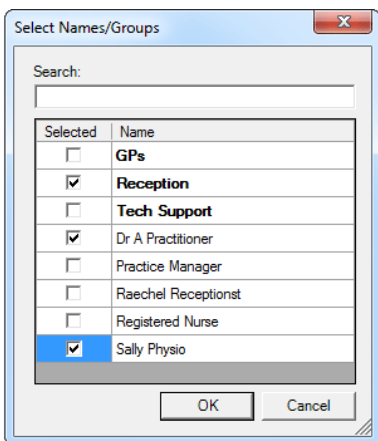 Select Names/Groups
Search:
Selected Name
GPs
Reception
Tech Support
Dr A Practitioner
Practice Manager
Raechel Receptionst
Registered Nurse
Sally Physio
OK Cancel